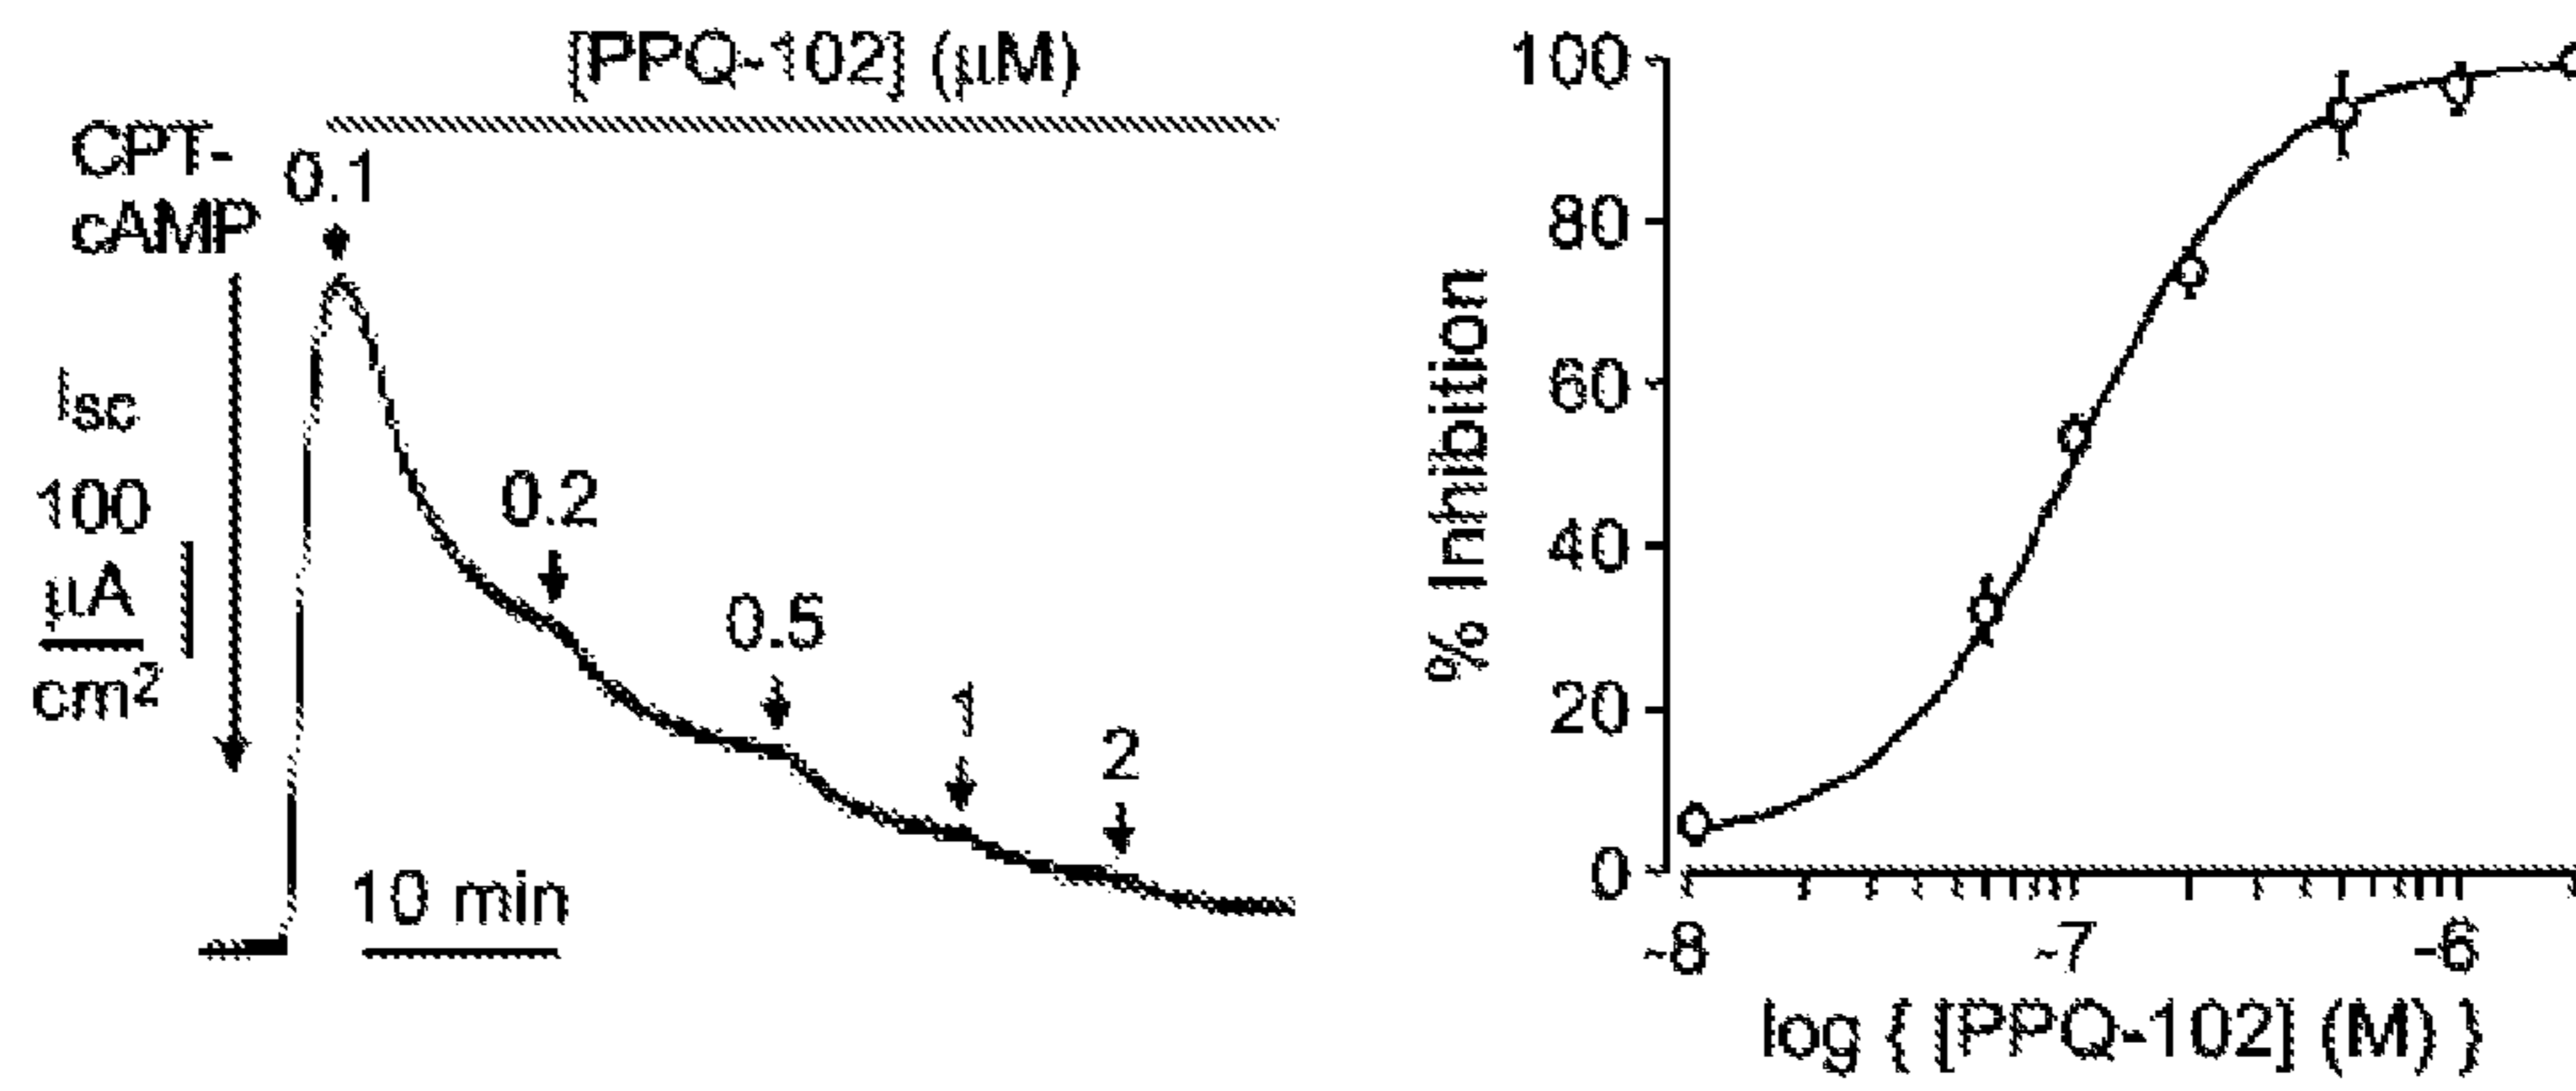 [PPQ-102] (μM)
CPT-
cAMP
0.1
0.2
0.5
1
2
Isc
100
μA
cm2
10 min
100
80
60
40
20
0
% Inhibition
-8
-7
-6
log { [PPQ-102] (M) }